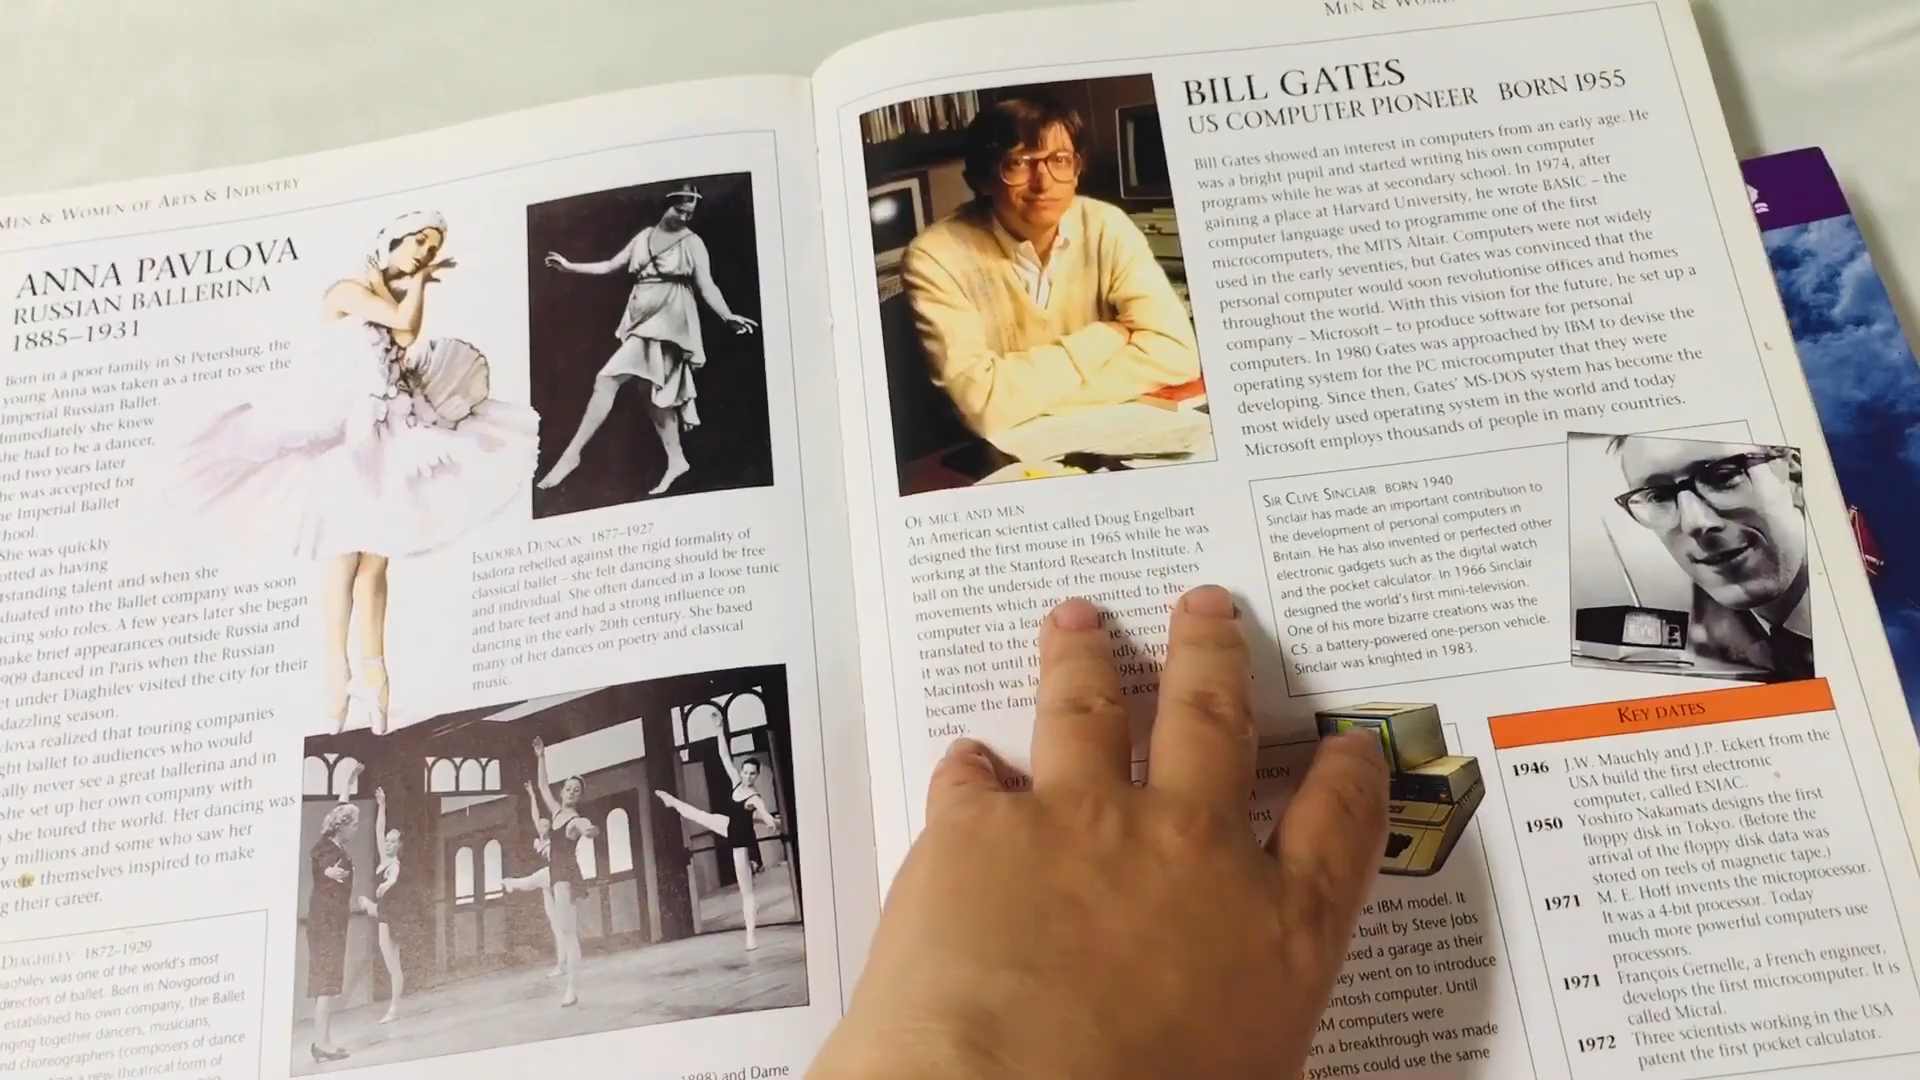 MEN & WOMEN OF ARTS & INDUSTRY
ANNA PAVLOVA
RUSSIAN BALLERINA
1885–1931
Born in a poor family in St Petersburg, the
young Anna was taken as a treat to see the
Imperial Russian Ballet.
Immediately she knew
she had to be a dancer,
and two years later
he was accepted for
Imperial Ballet
She was quickly
having
talent and when she
into the Ballet company was soon
solo roles. A few years later she began
make brief appearances outside Russia and
danced in Paris when the Russian
under Diaghilev visited the city for their
dazzling season.
realized that touring companies
ballet to audiences who would
never see a great ballerina and in
she set up her own company with
she toured the world. Her dancing was
millions and some who saw her
were themselves inspired to make
their career.
DIAGHILEV 1872–1929
was one of the world's most
directors of ballet. Born in Novgorod in
established his own company, the Ballet
dancers, musicians,
choreographers (composers of dance
a new theatrical form of
ISADORA DUNCAN 1877–1927
Isadora rebelled against the rigid formality of
classical ballet – she felt dancing should be free
and individual. She often danced in a loose tunic
and bare feet and had a strong influence on
dancing in the early 20th century. She based
many of her dances on poetry and classical
music.
1898) and Dame
MEN &
BILL GATES
US COMPUTER PIONEER BORN 1955
Bill Gates showed an interest in computers from an early age. He
was a bright pupil and started writing his own computer
programs while he was at secondary school. In 1974, after
gaining a place at Harvard University, he wrote BASIC – the
computer language used to programme one of the first
microcomputers, the MITS Altair. Computers were not widely
used in the early seventies, but Gates was convinced that the
personal computer would soon revolutionise offices and homes
throughout the world. With this vision for the future, he set up a
company – Microsoft – to produce software for personal
computers. In 1980 Gates was approached by IBM to devise the
operating system for the PC microcomputer that they were
developing. Since then, Gates' MS-DOS system has become the
most widely used operating system in the world and today
Microsoft employs thousands of people in many countries.
OF MICE AND MEN
An American scientist called Doug Engelbart
designed the first mouse in 1965 while he was
working at the Stanford Research Institute. A
ball on the underside of the mouse registers
movements which are transmitted to the
computer via a lead movements
translated to the screen
it was not until
Macintosh was 1984
became the
today.
SIR CLIVE SINCLAIR BORN 1940
Sinclair has made an important contribution to
the development of personal computers in
Britain. He has also invented or perfected other
electronic gadgets such as the digital watch
and the pocket calculator. In 1966 Sinclair
designed the world's first mini-television.
One of his more bizarre creations was the
C5: a battery-powered one-person vehicle.
Sinclair was knighted in 1983.
IBM model. It
built by Steve Jobs
used a garage as their
went on to introduce
computer. Until
computers were
a breakthrough was made
systems could use the same
KEY DATES
1946 J.W. Mauchly and J.P. Eckert from the
USA build the first electronic
computer, called ENIAC.
1950 Yoshiro Nakamats designs the first
floppy disk in Tokyo. (Before the
arrival of the floppy disk data was
stored on reels of magnetic tape.)
1971 M. E. Hoff invents the microprocessor.
It was a 4-bit processor. Today
much more powerful computers use
processors.
1971 François Gernelle, a French engineer,
develops the first microcomputer. It is
called Micral.
1972 Three scientists working in the USA
patent the first pocket calculator.